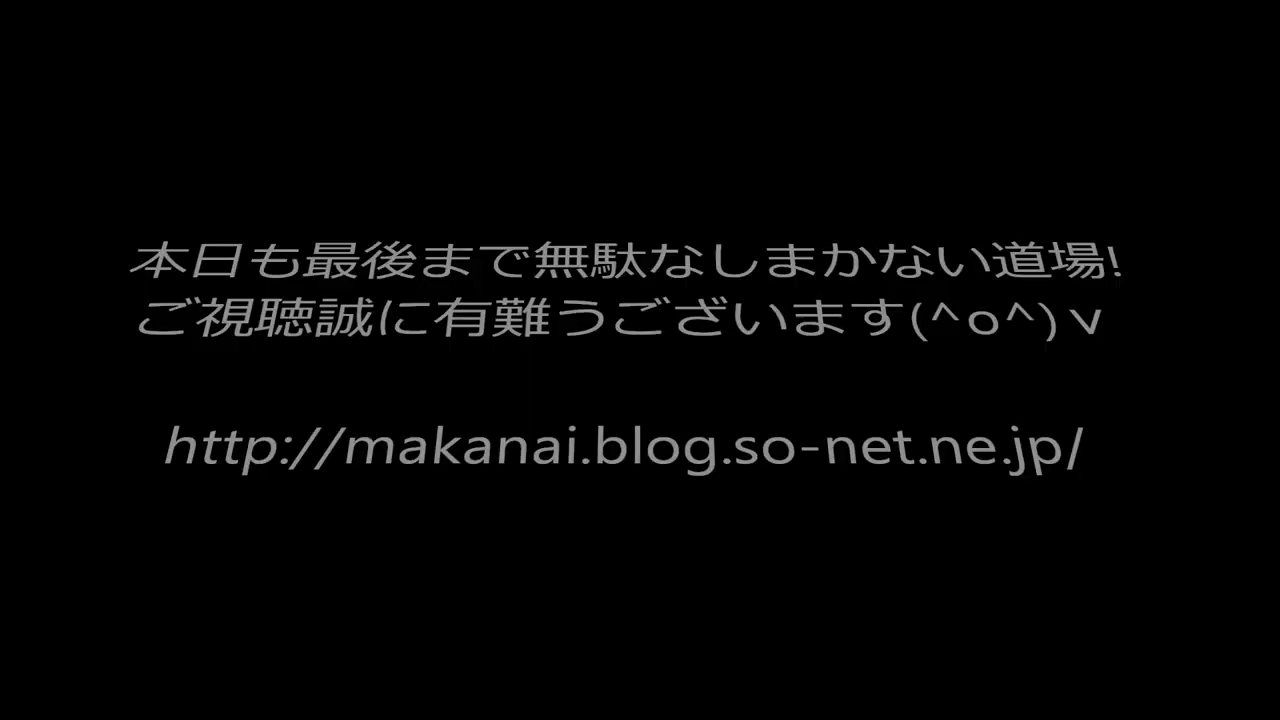 本日も最後まで無駄なしまかない道場!
ご視聴誠に有難うございます(^o^)v
http://makanai.blog.so-net.ne.jp/